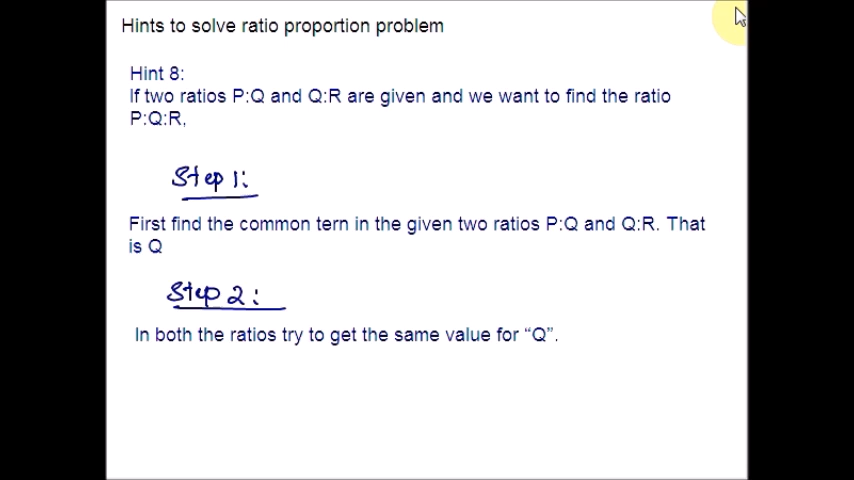 Hints to solve ratio proportion problem
Hint 8:
If two ratios P:Q and Q:R are given and we want to find the ratio
P:Q:R,
Step 1:
First find the common tern in the given two ratios P:Q and Q:R. That
is Q
Step 2:
In both the ratios try to get the same value for “Q”.